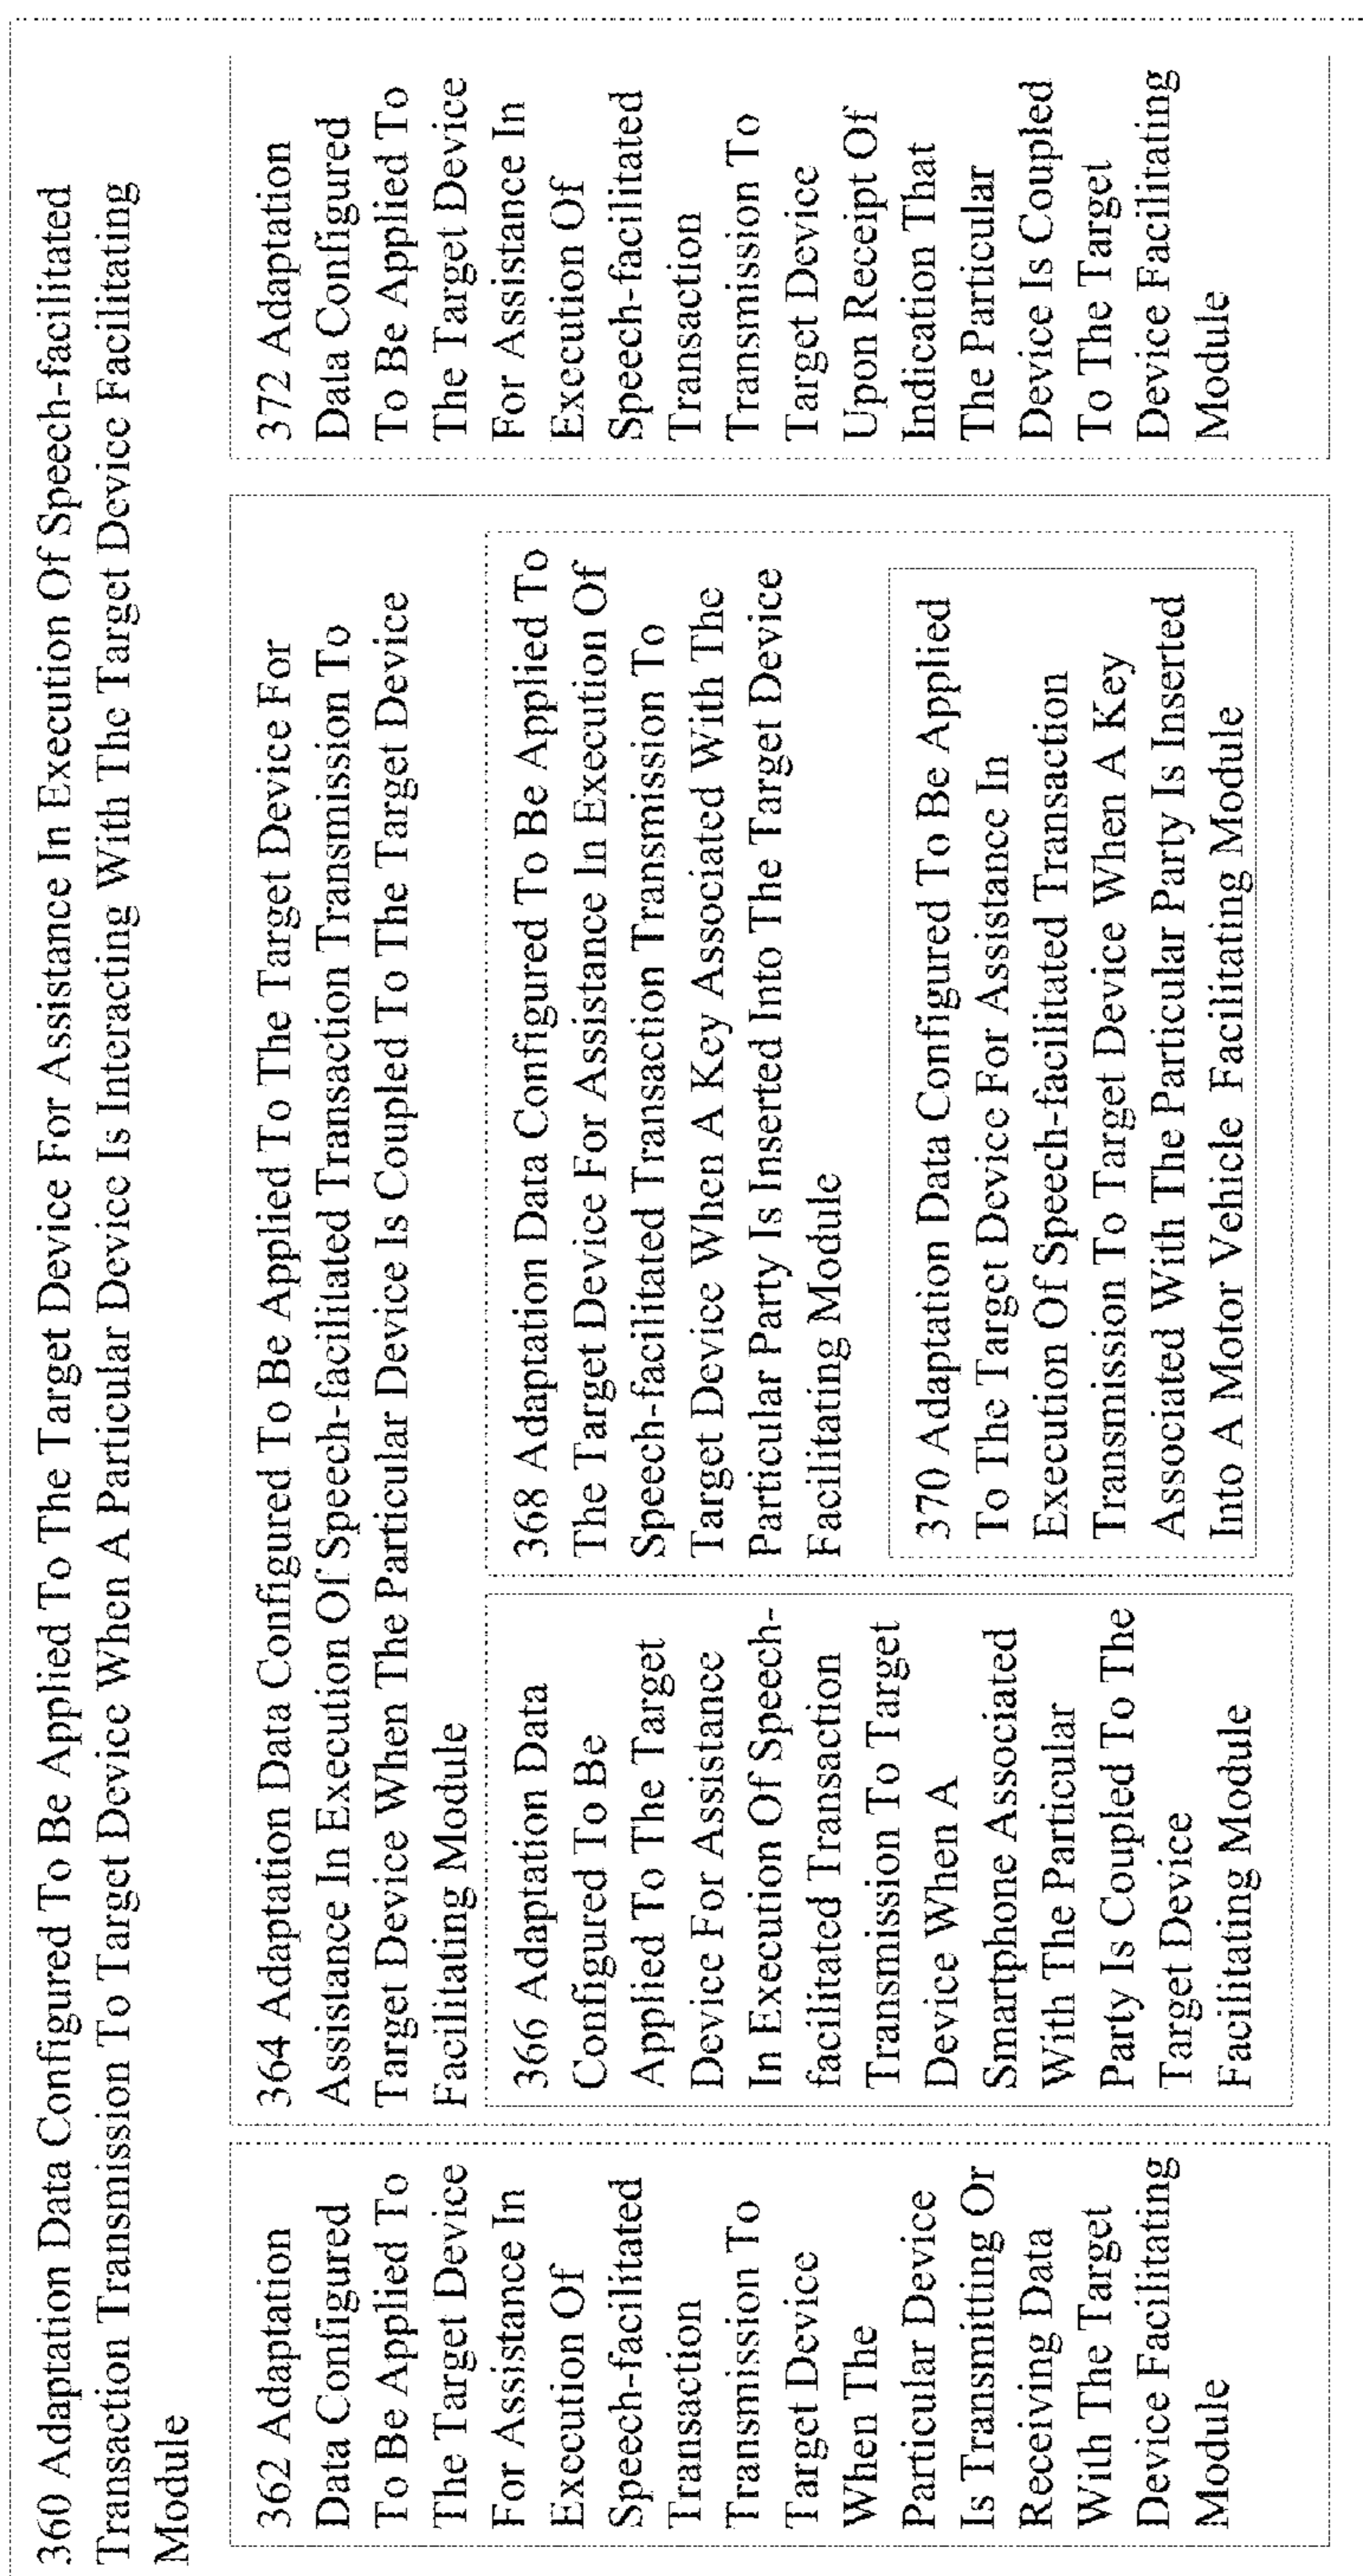 360 Adaptation Data Configured To Be Applied To The Target Device For Assistance In Execution Of Speech-facilitated
Transaction Transmission To Target Device When A Particular Device Is Interacting With The Target Device Facilitating
Module
362 Adaptation
Data Configured
To Be Applied To
The Target Device
For Assistance In
Execution Of
Speech-facilitated
Transaction
Transmission To
Target Device
When The
Particular Device
Is Transmitting Or
Receiving Data
With The Target
Device Facilitating
Module
364 Adaptation Data Configured To Be Applied To The Target Device For
Assistance In Execution Of Speech-facilitated Transaction Transmission To
Target Device When The Particular Device Is Coupled To The Target Device
Facilitating Module
366 Adaptation Data
Configured To Be
Applied To The Target
Device For Assistance
In Execution Of Speech-
facilitated Transaction
Transmission To Target
Device When A
Smartphone Associated
With The Particular
Party Is Coupled To The
Target Device
Facilitating Module
368 Adaptation Data Configured To Be Applied To
The Target Device For Assistance In Execution Of
Speech-facilitated Transaction Transmission To
Target Device When A Key Associated With The
Particular Party Is Inserted Into The Target Device
Facilitating Module
370 Adaptation Data Configured To Be Applied
To The Target Device For Assistance In
Execution Of Speech-facilitated Transaction
Transmission To Target Device When A Key
Associated With The Particular Party Is Inserted
Into A Motor Vehicle Facilitating Module
372 Adaptation
Data Configured
To Be Applied To
The Target Device
For Assistance In
Execution Of
Speech-facilitated
Transaction
Transmission To
Target Device
Upon Receipt Of
Indication That
The Particular
Device Is Coupled
To The Target
Device Facilitating
Module